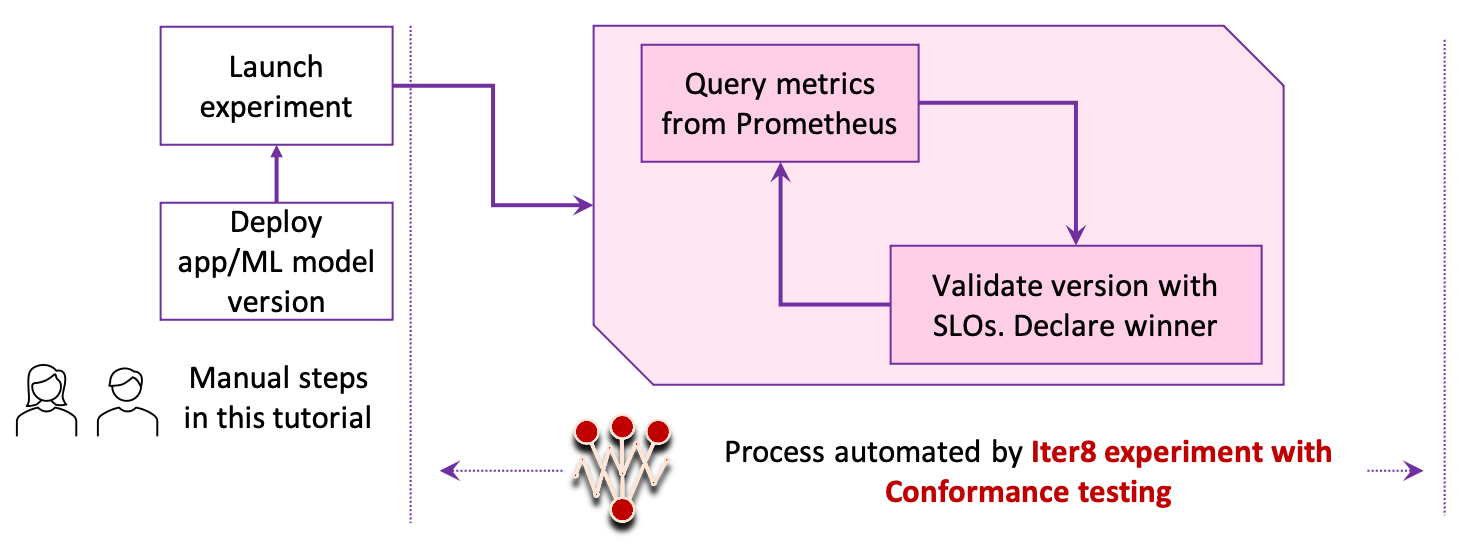 Launch
experiment
Deploy
app/ML model
version
Manual steps
in this tutorial
Query metrics
from Prometheus
Validate version with
SLOs. Declare winner
Process automated by Iter8 experiment with
Conformance testing